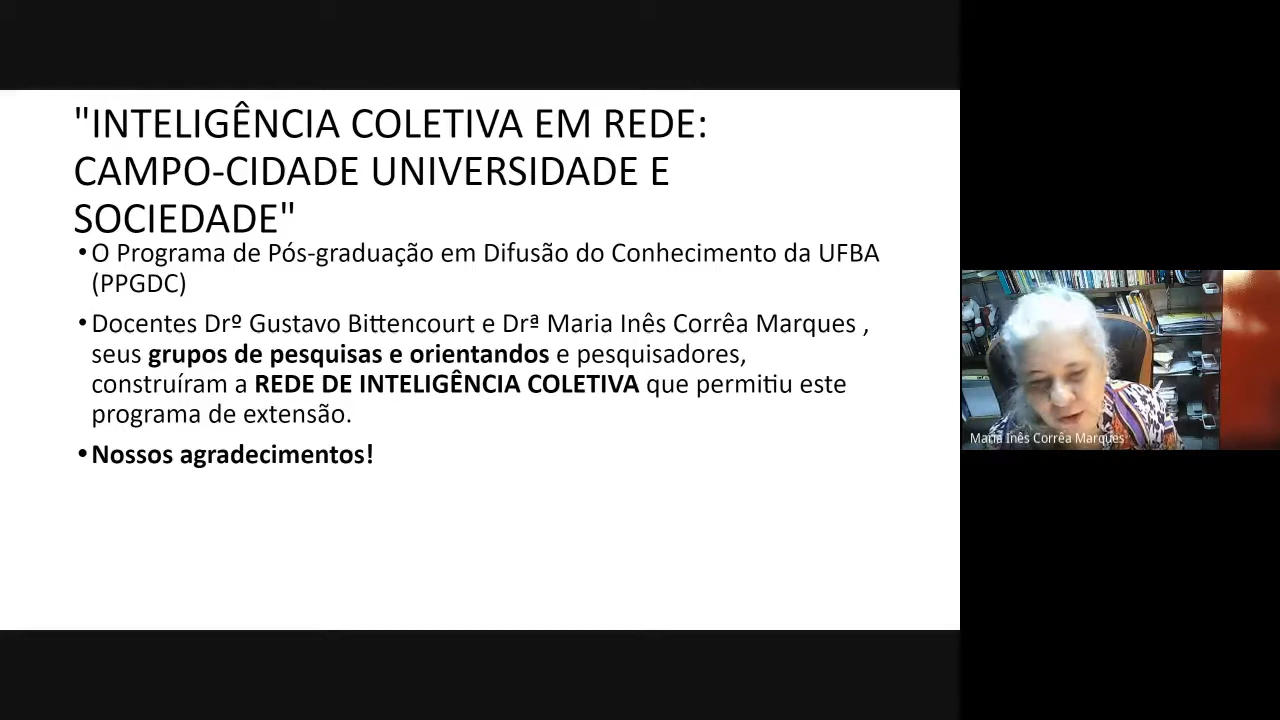 "INTELIGÊNCIA COLETIVA EM REDE:
CAMPO-CIDADE UNIVERSIDADE E
SOCIEDADE"
•O Programa de Pós-graduação em Difusão do Conhecimento da UFBA
(PPGDC)
•Docentes Drº Gustavo Bittencourt e Drª Maria Inês Corrêa Marques ,
seus grupos de pesquisas e orientandos e pesquisadores,
construíram a REDE DE INTELIGÊNCIA COLETIVA que permitiu este
programa de extensão.
•Nossos agradecimentos!
Maria Inês Corrêa Marques